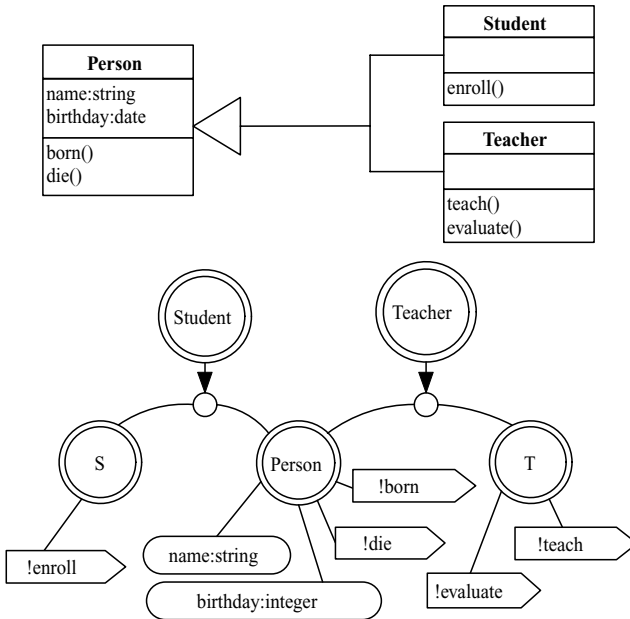 Person
name:string
birthday:date
born()
die()
Student
enroll()
Teacher
teach()
evaluate()
Student
Teacher
S
Person
T
!born
!die
!teach
!enroll
name:string
!evaluate
birthday:integer